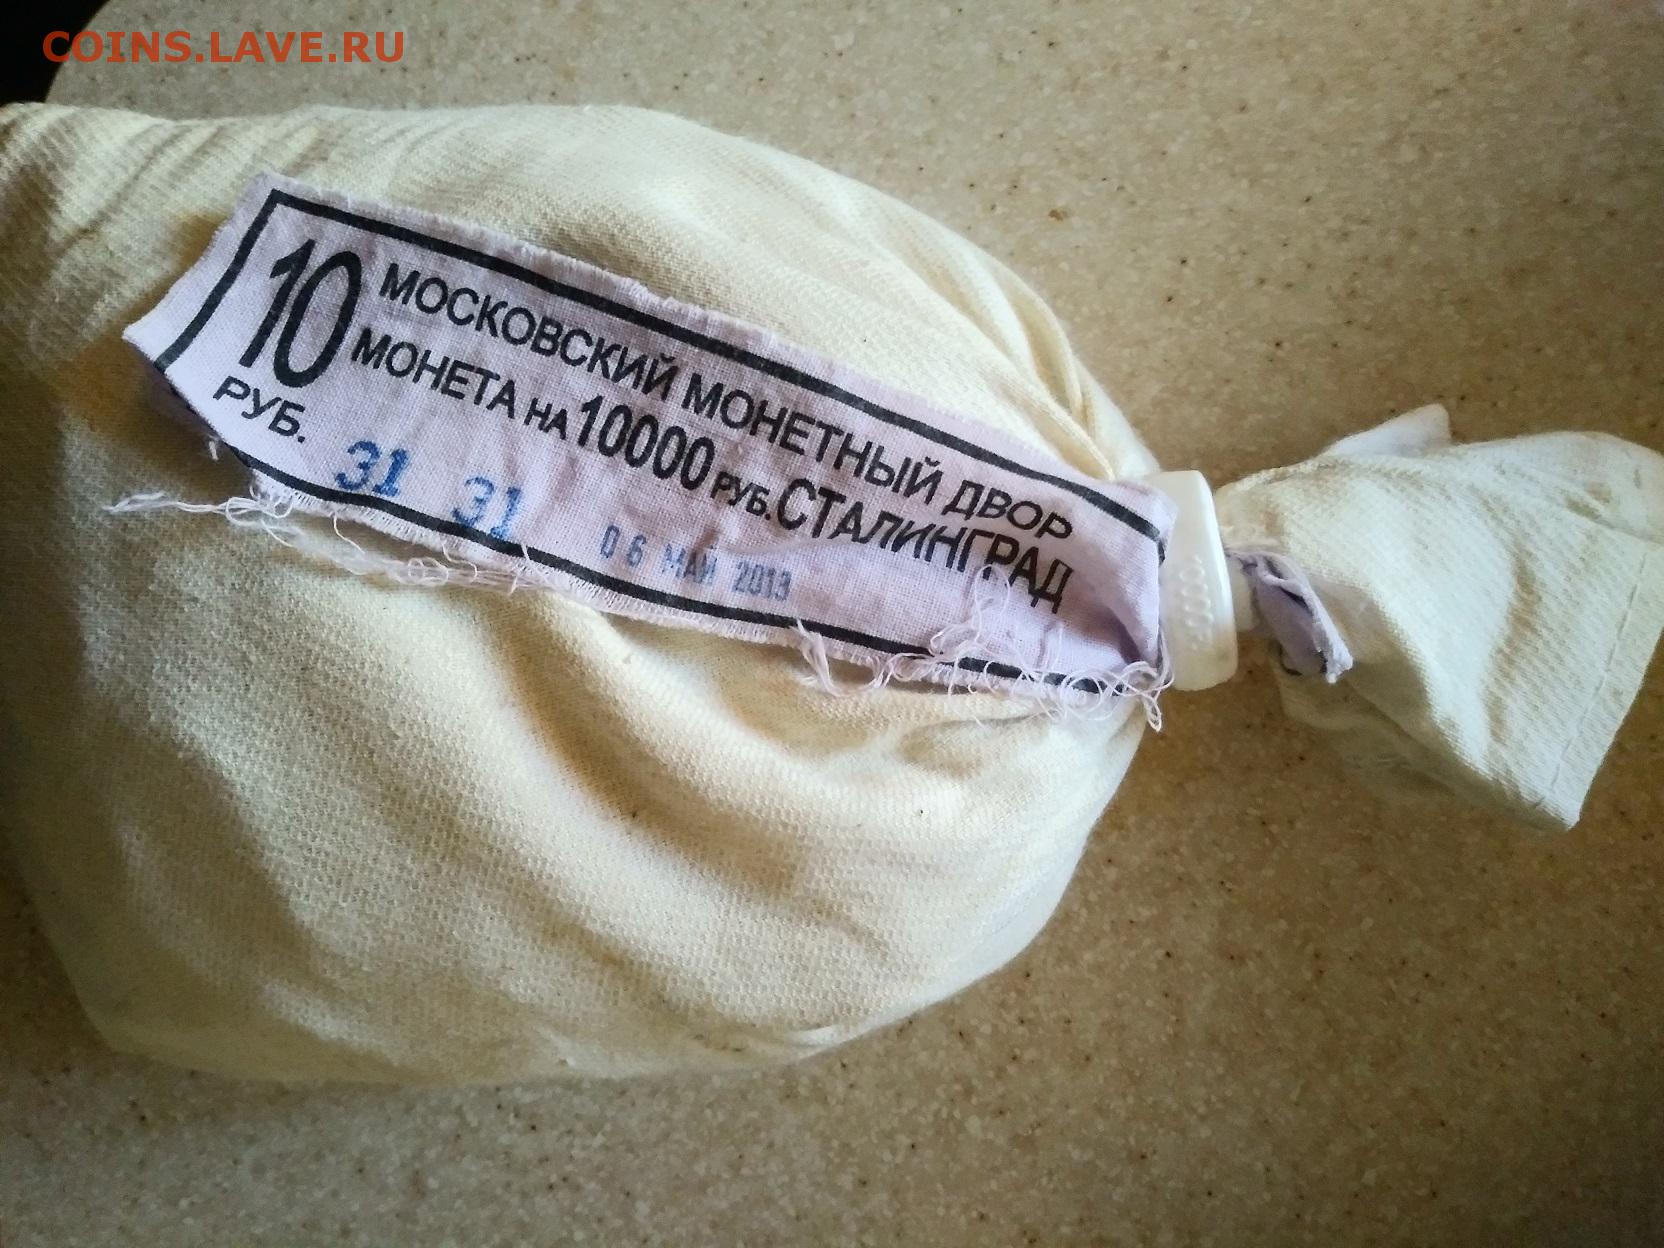 COINS.LAVE.RU
10 МОСКОВСКИЙ МОНЕТНЫЙ ДВОР
РУБ. МОНЕТА НА 10000 РУБ. СТАЛИНГРАД
31 31 06 МАЙ 2013